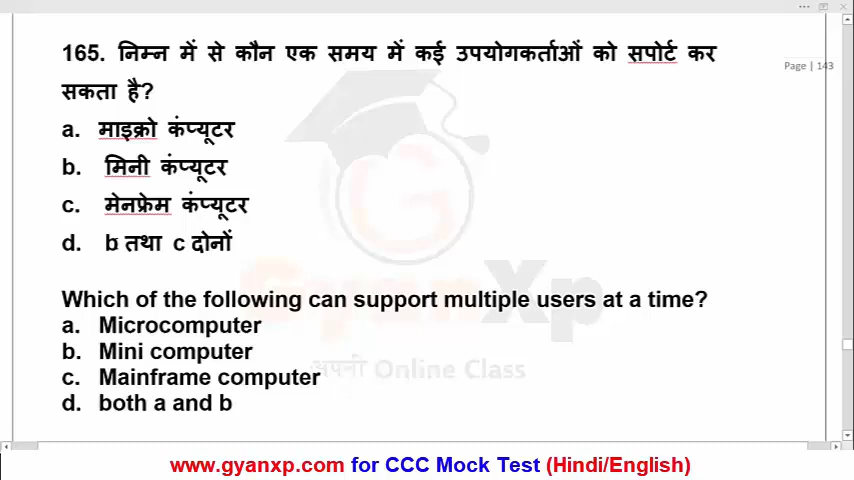 165. निम्न में से कौन एक समय में कई उपयोगकर्ताओं को सपोर्ट कर
Page | 143
सकता है?
a. माइक्रो कंप्यूटर
b. मिनी कंप्यूटर
c. मेनफ्रेम कंप्यूटर
d. b तथा c दोनों
GyanXp
Which of the following can support multiple users at a time?
a. Microcomputer
b. Mini computer
अपनी Online Class
c. Mainframe computer
d. both a and b
www.gyanxp.com for CCC Mock Test (Hindi/English)